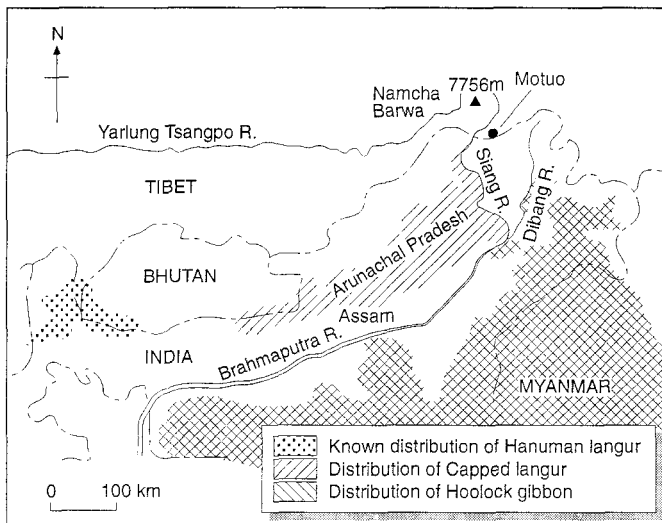 N
7756m
Motuo
Namcha
Barwa
Yarlung Tsangpo R.
Siang R.
Dibang R.
TIBET
Arunachal Pradesh
BHUTAN
Assam
INDIA
Brahmaputra R.
MYANMAR
Known distribution of Hanuman langur
Distribution of Capped langur
Distribution of Hoolock gibbon
0 100 km